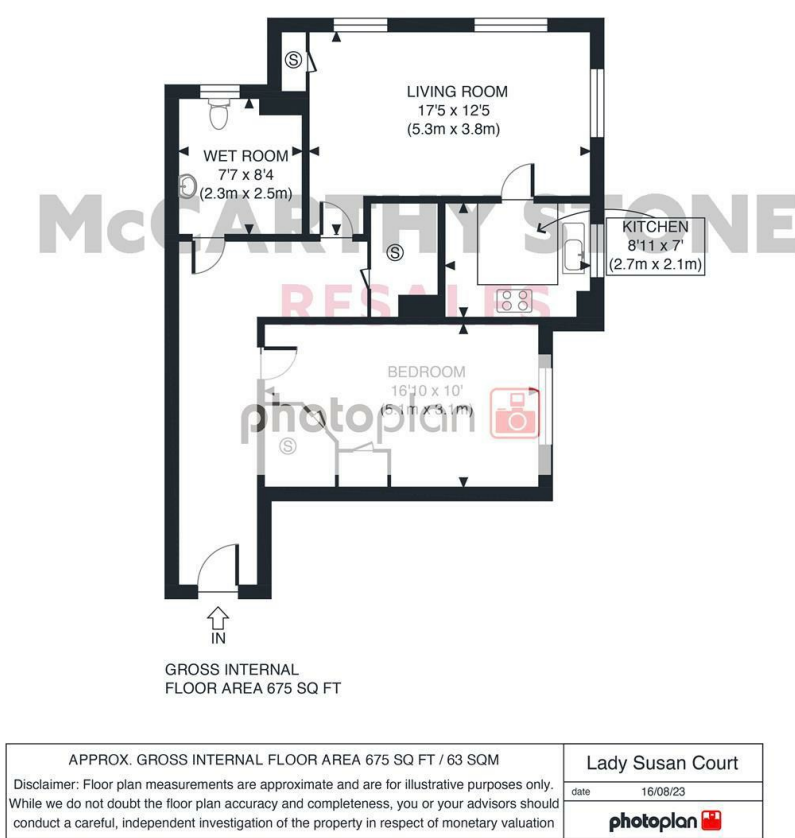 S
LIVING ROOM
17'5 x 12'5
(5.3m x 3.8m)
WET ROOM
7'7 x 8'4
(2.3m x 2.5m)
McCARTHY STONE
RESALES
S
KITCHEN
8'11 x 7'
(2.7m x 2.1m)
BEDROOM
16'10 x 10'
(5.1m x 3.1m)
photoplan
S
IN
GROSS INTERNAL
FLOOR AREA 675 SQ FT
APPROX. GROSS INTERNAL FLOOR AREA 675 SQ FT / 63 SQM
Disclaimer: Floor plan measurements are approximate and are for illustrative purposes only.
While we do not doubt the floor plan accuracy and completeness, you or your advisors should
conduct a careful, independent investigation of the property in respect of monetary valuation
Lady Susan Court
date 16/08/23
photoplan